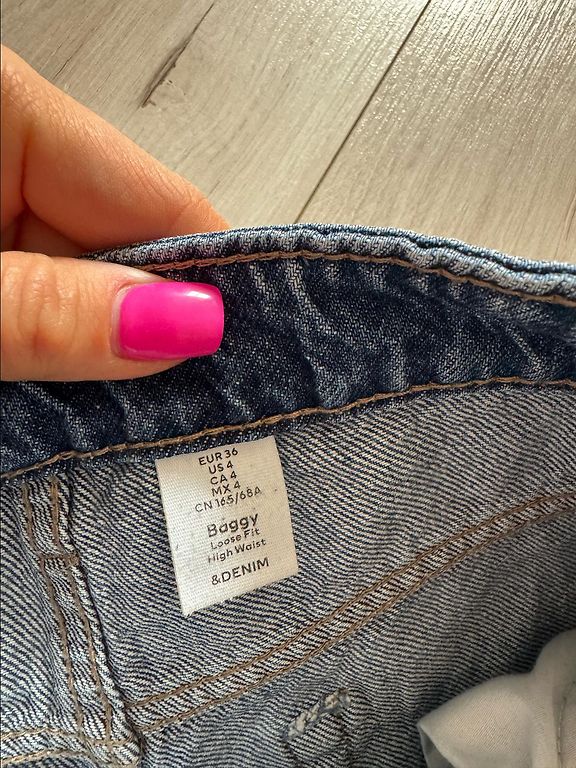 EUR 36
US 4
CA 4
MX 4
CN 165/68A
Baggy
Loose Fit
High Waist
&DENIM